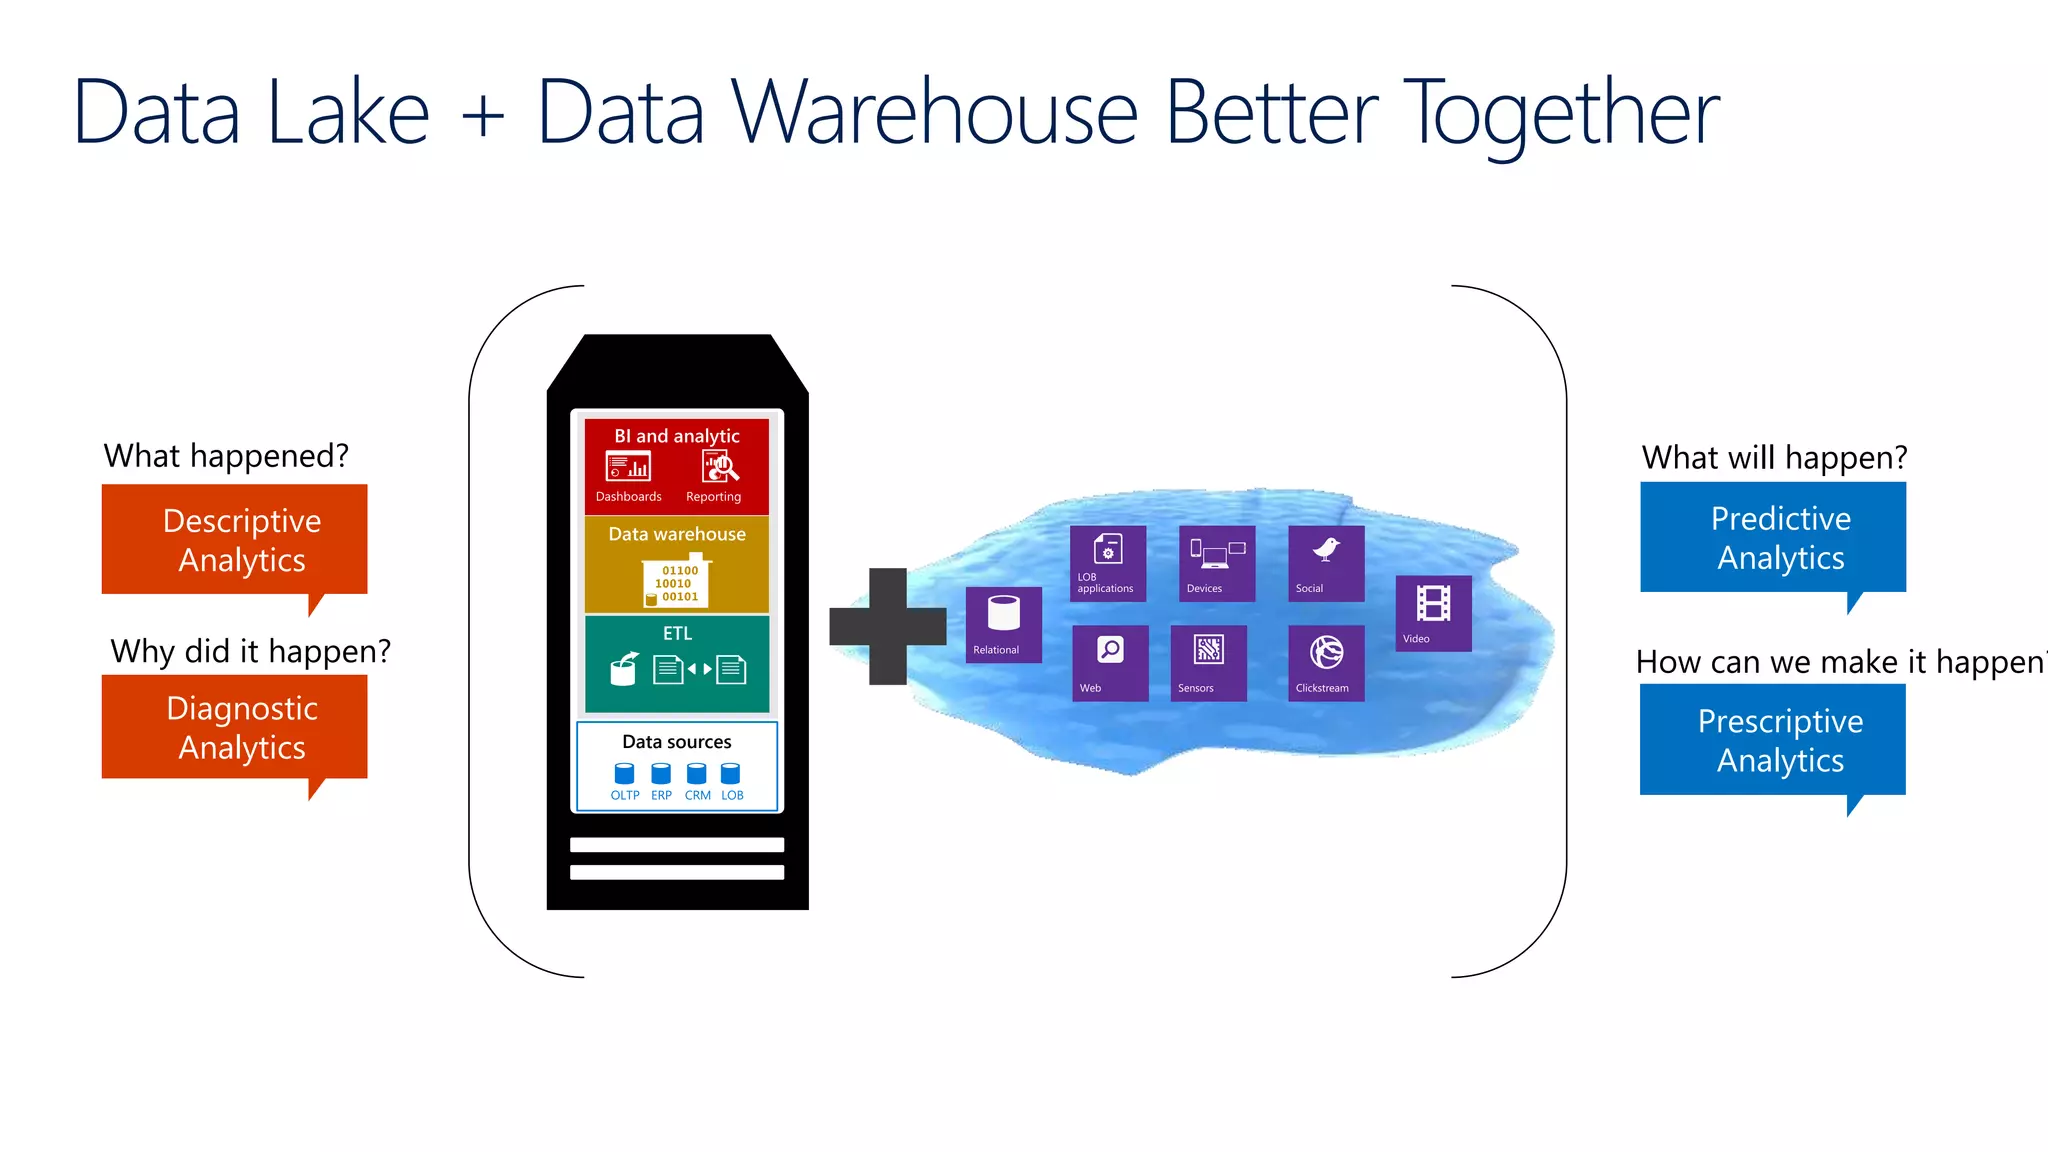 Data Lake + Data Warehouse Better Together
What happened?
Descriptive
Analytics
Why did it happen?
Diagnostic
Analytics
BI and analytic
Dashboards
Reporting
Data warehouse
01100
10010
00101
ETL
Data sources
OLTP
ERP
CRM
LOB
Relational
LOB
applications
Devices
Social
Video
Web
Sensors
Clickstream
What will happen?
Predictive
Analytics
How can we make it happen?
Prescriptive
Analytics